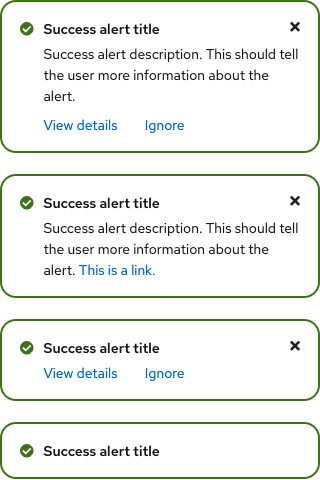 Success alert title
Success alert description. This should tell
the user more information about the
alert.
View details Ignore
Success alert title
Success alert description. This should tell
the user more information about the
alert. This is a link.
Success alert title
View details Ignore
Success alert title